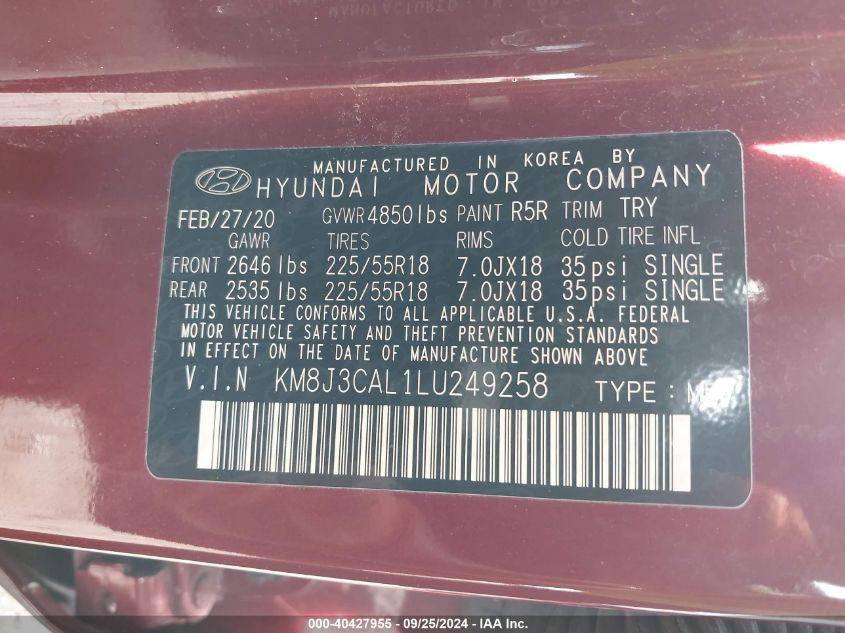 MANUFACTURED IN KOREA BY
HYUNDAI MOTOR COMPANY
FEB/27/20 GVWR 4850lbs PAINT R5R TRIM TRY
GAWR TIRES RIMS COLD TIRE INFL
FRONT 2646 lbs 225/55R18 7.0JX18 35psi SINGLE
REAR 2535 lbs 225/55R18 7.0JX18 35psi SINGLE
THIS VEHICLE CONFORMS TO ALL APPLICABLE U.S.A. FEDERAL
MOTOR VEHICLE SAFETY AND THEFT PREVENTION STANDARDS
IN EFFECT ON THE DATE OF MANUFACTURE SHOWN ABOVE
V.I.N KM8J3CAL1LU249258 TYPE :
000-40427955 - 09/25/2024 - IAA, Inc.